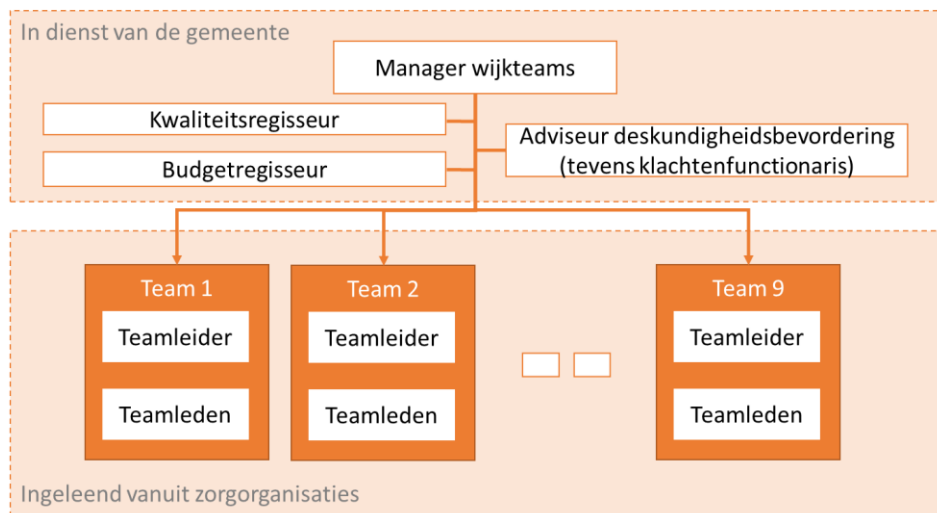 In dienst van de gemeente
Manager wijkteams
Kwaliteitsregisseur
Budgetregisseur
Adviseur deskundigheidsbevordering
(tevens klachtenfunctionaris)
Team 1
Teamleider
Teamleden
Team 2
Teamleider
Teamleden
Team 9
Teamleider
Teamleden
Ingeleend vanuit zorgorganisaties